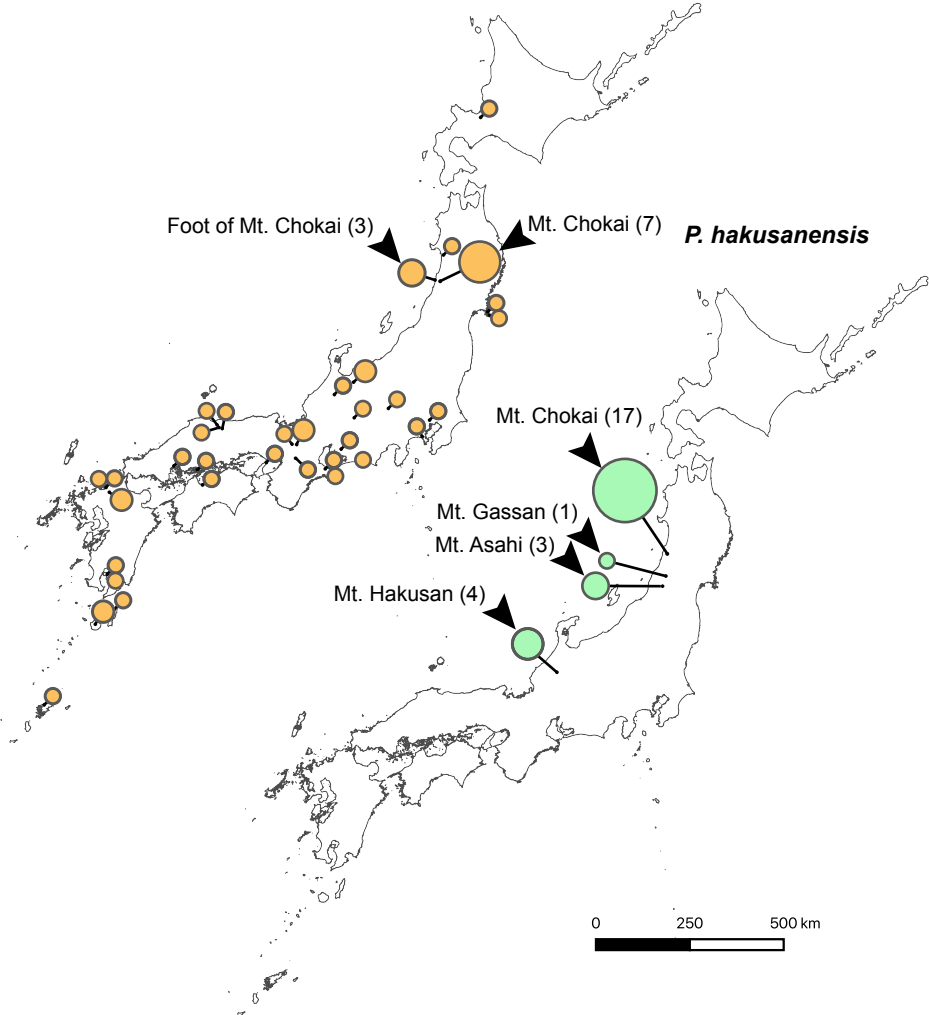 Foot of Mt. Chokai (3)
Mt. Chokai (7)
P. hakusanensis
Mt. Chokai (17)
Mt. Gassan (1)
Mt. Asahi (3)
Mt. Hakusan (4)
0 250 500 km